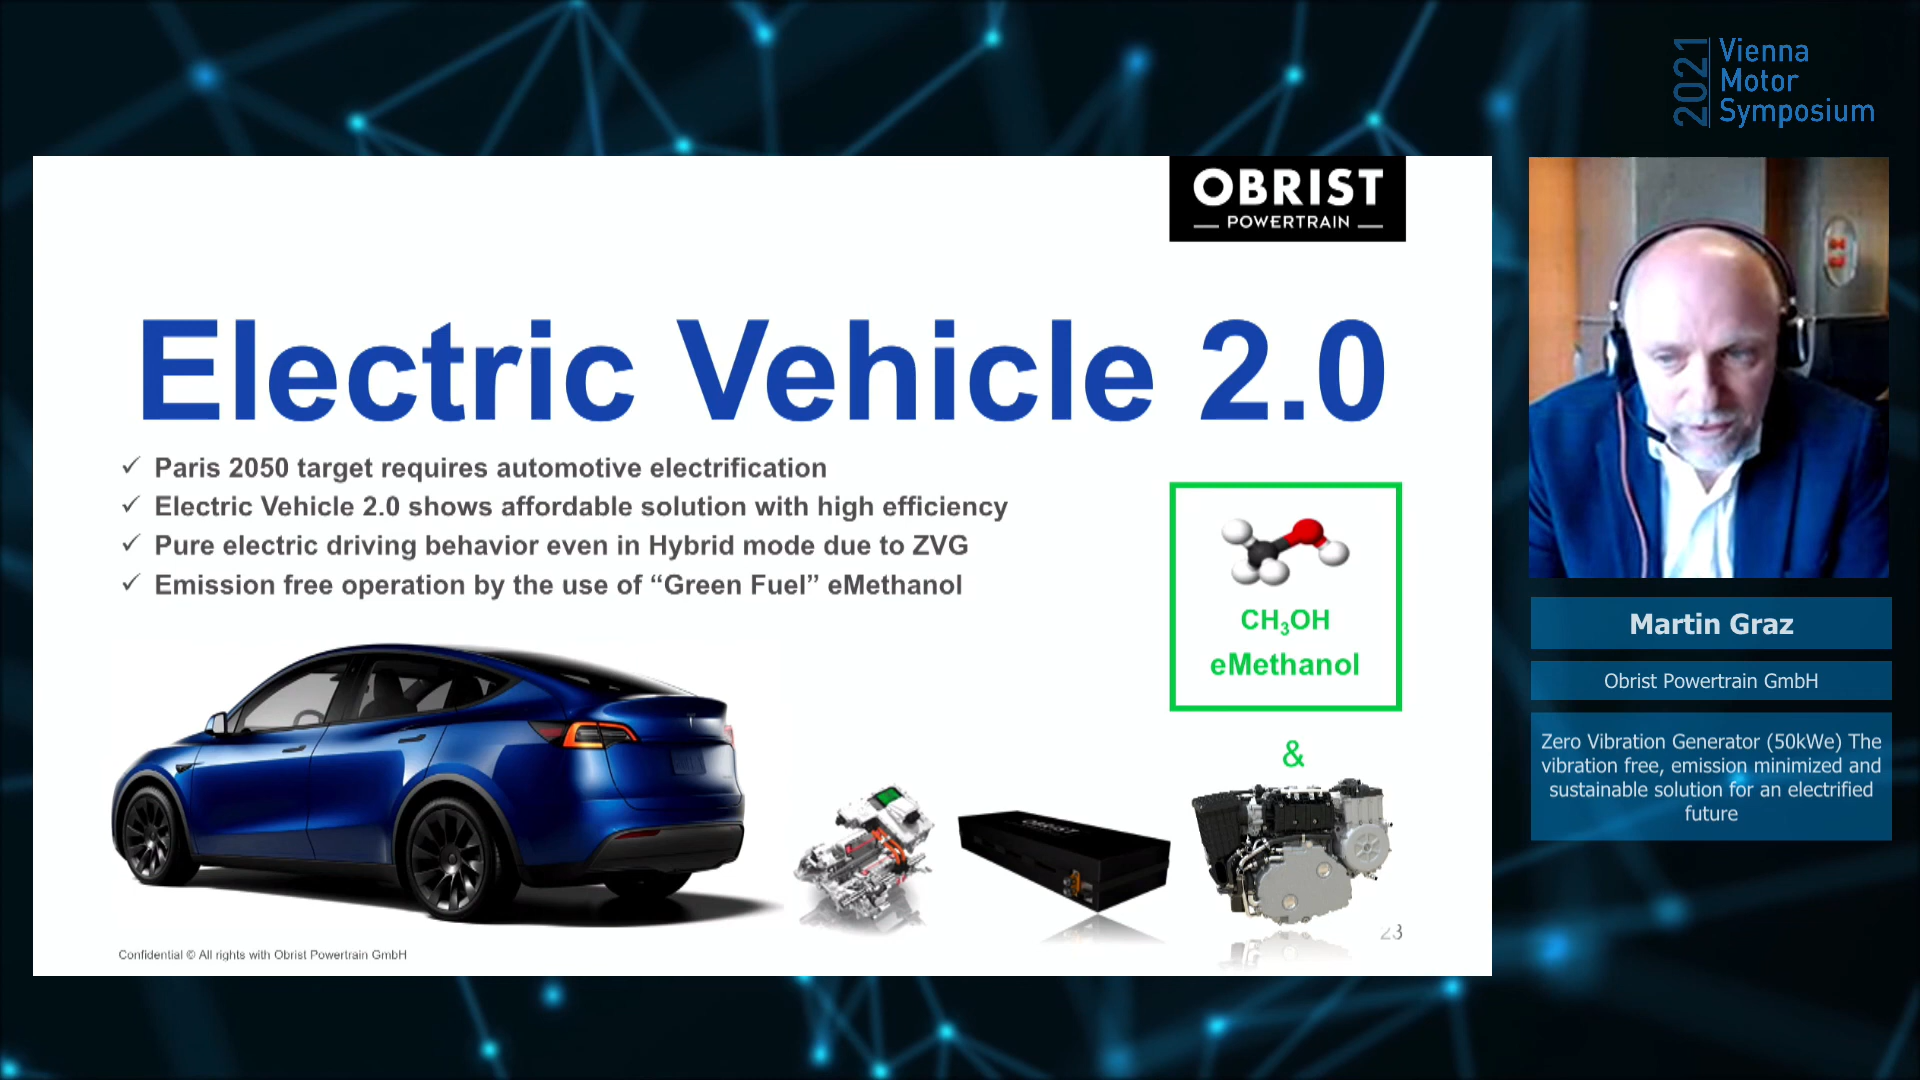 2021
Vienna
Motor
Symposium
OBRIST
POWERTRAIN
Electric Vehicle 2.0
✓ Paris 2050 target requires automotive electrification
✓ Electric Vehicle 2.0 shows affordable solution with high efficiency
✓ Pure electric driving behavior even in Hybrid mode due to ZVG
✓ Emission free operation by the use of “Green Fuel” eMethanol
CH₃OH
eMethanol
&
OBRIST
23
Confidential © All rights with Obrist Powertrain GmbH
Martin Graz
Obrist Powertrain GmbH
Zero Vibration Generator (50kWe) The
vibration free, emission minimized and
sustainable solution for an electrified
future